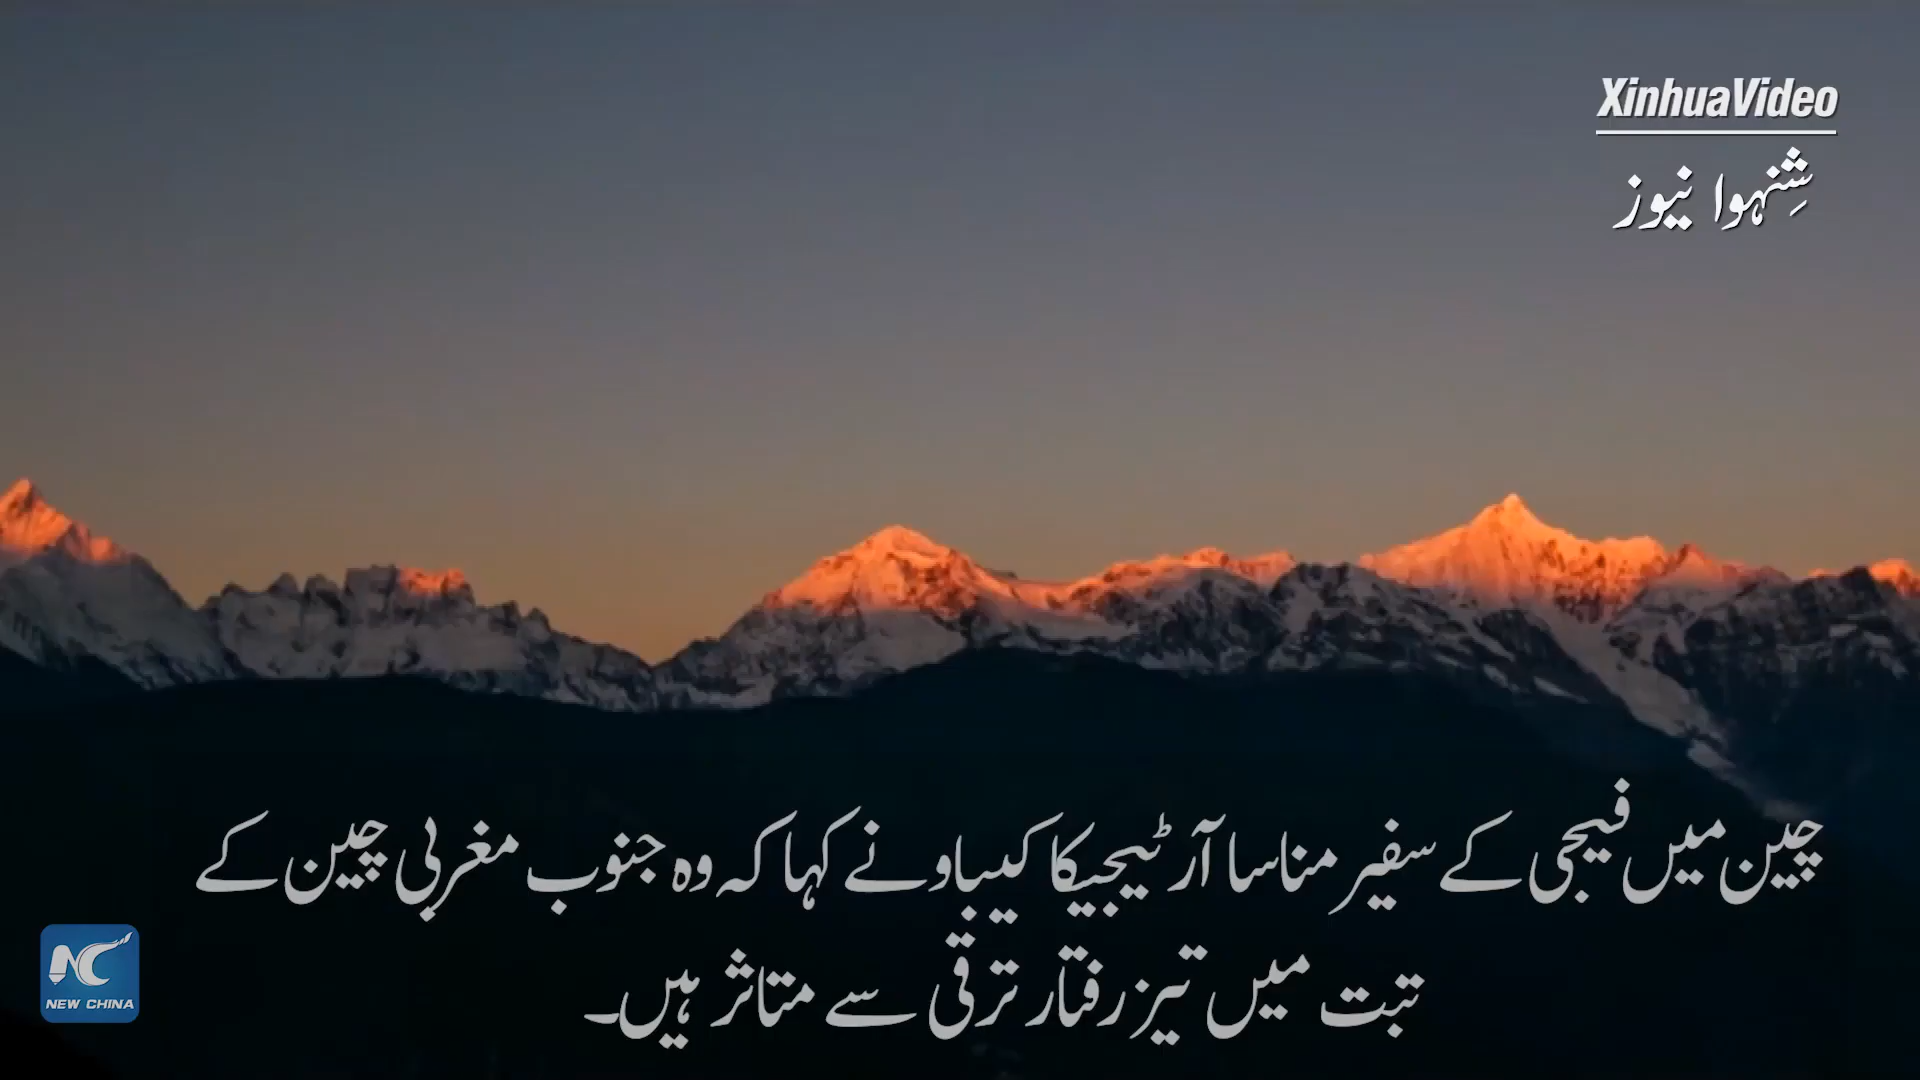 XinhuaVideo
شِنہوا نیوز
چین میں فیجی کے سفیر مناسا آر ٹیجیکا کیباو نے کہا کہ وہ جنوب مغربی چین کے
تبت میں تیز رفتار ترقی سے متاثر ہیں۔
NEW CHINA